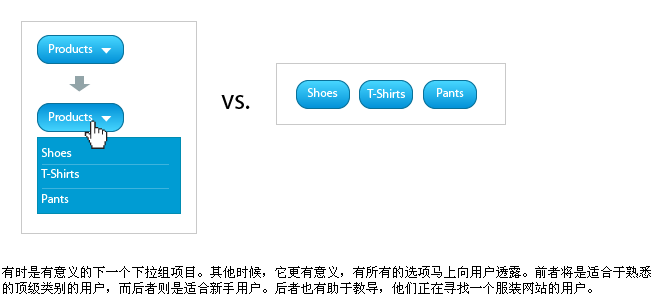 Products
Products
Shoes
T-Shirts
Pants
vs.
Shoes
T-Shirts
Pants
有时是有意义的下一个下拉组项目。其他时候，它更有意义，有所有的选项马上向用户透露。前者将是适合于熟悉
的顶级类别的用户，而后者则是适合新手用户。后者也有助于教导，他们正在寻找一个服装网站的用户。